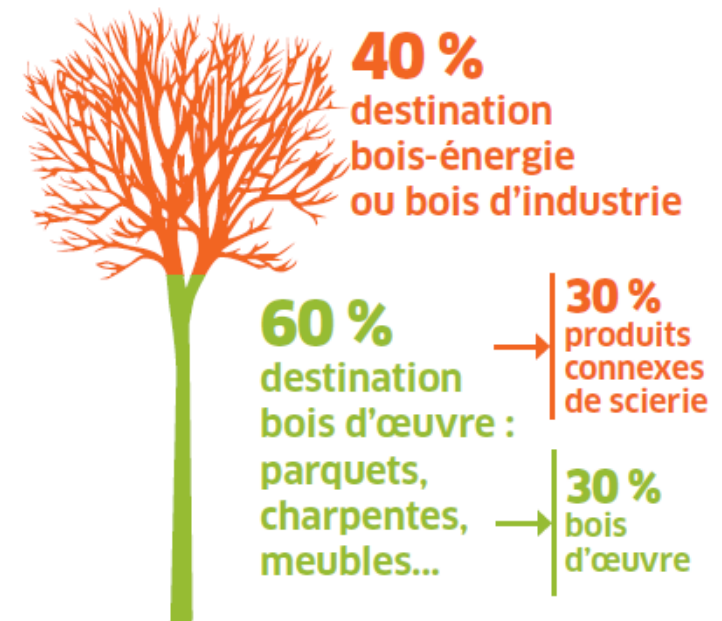 40 %
destination
bois-énergie
ou bois d’industrie
60 %
destination
bois d’œuvre :
parquets,
charpentes,
meubles...
30 %
produits
connexes
de scierie
30 %
bois
d’œuvre